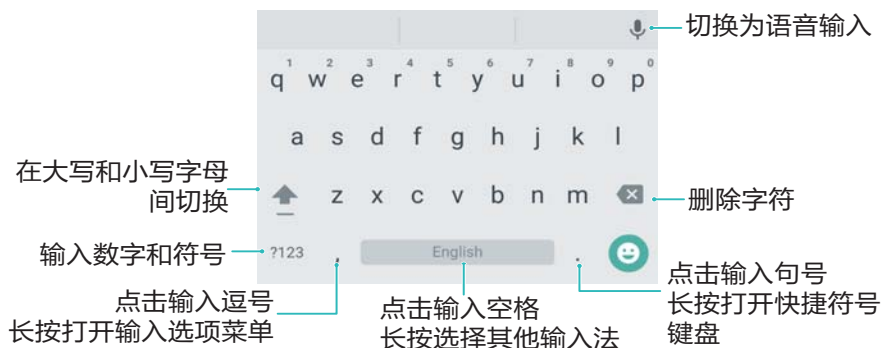 切换为语音输入
1 2 3 4 5 6 7 8 9 0
q w e r t y u i o p
a s d f g h j k l
在大写和小写字母
间切换
z x c v b n m
删除字符
输入数字和符号
?123 , English .
点击输入逗号
长按打开输入选项菜单
点击输入空格
长按选择其他输入法
点击输入句号
长按打开快捷符号
键盘